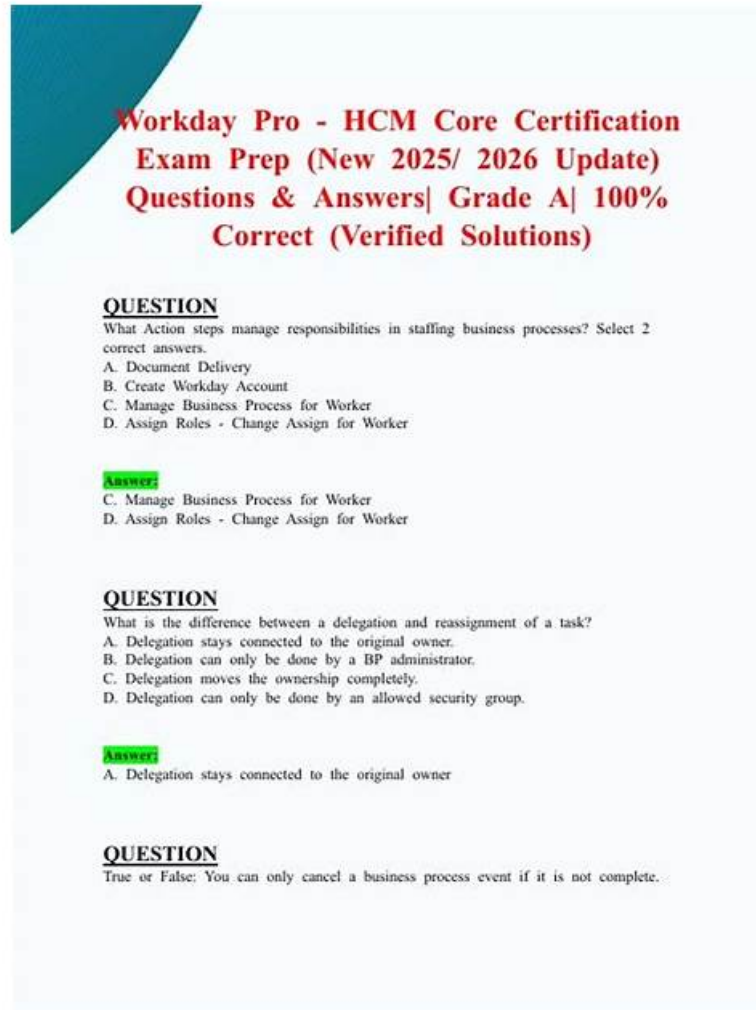 Workday Pro - HCM Core Certification
Exam Prep (New 2025/ 2026 Update)
Questions & Answers| Grade A| 100%
Correct (Verified Solutions)
QUESTION
What Action steps manage responsibilities in staffing business processes? Select 2
correct answers.
A. Document Delivery
B. Create Workday Account
C. Manage Business Process for Worker
D. Assign Roles - Change Assign for Worker
Answer:
C. Manage Business Process for Worker
D. Assign Roles - Change Assign for Worker
QUESTION
What is the difference between a delegation and reassignment of a task?
A. Delegation stays connected to the original owner.
B. Delegation can only be done by a BP administrator.
C. Delegation moves the ownership completely.
D. Delegation can only be done by an allowed security group.
Answer:
A. Delegation stays connected to the original owner
QUESTION
True or False: You can only cancel a business process event if it is not complete.